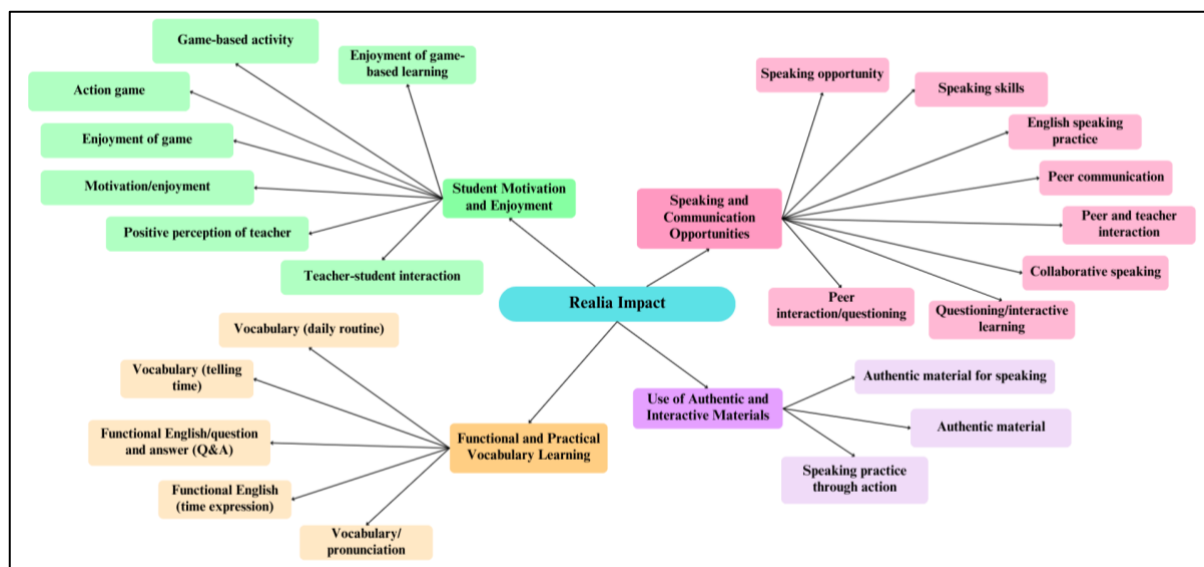 Game-based activity
Enjoyment of game-
based learning
Action game
Enjoyment of game
Motivation/enjoyment
Positive perception of teacher
Teacher-student interaction
Student Motivation
and Enjoyment
Speaking opportunity
Speaking skills
English speaking
practice
Peer communication
Peer and teacher
interaction
Collaborative speaking
Questioning/interactive
learning
Peer
interaction/questioning
Speaking and
Communication
Opportunities
Realia Impact
Vocabulary (daily routine)
Vocabulary (telling
time)
Functional English/question
and answer (Q&A)
Functional English
(time expression)
Vocabulary/
pronunciation
Functional and Practical
Vocabulary Learning
Use of Authentic and
Interactive Materials
Authentic material for speaking
Authentic material
Speaking practice
through action